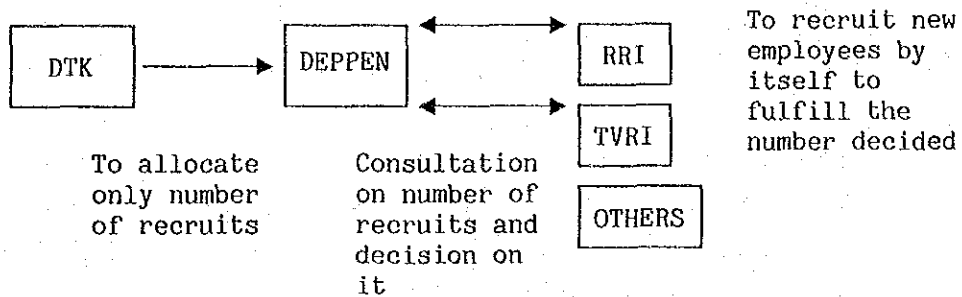 DTK
DEPPEN
RRI
TVRI
OTHERS
To recruit new
employees by
itself to
fulfill the
number decided
To allocate
only number
of recruits
Consultation
on number of
recruits and
decision on
it